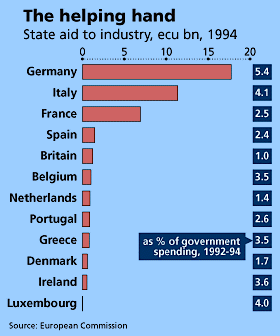 The helping hand
State aid to industry, ecu bn, 1994
0 5 10 15 20
Germany 5.4
Italy 4.1
France 2.5
Spain 2.4
Britain 1.0
Belgium 3.5
Netherlands 1.4
Portugal 2.6
Greece 3.5
as % of government
spending, 1992-94
Denmark 1.7
Ireland 3.6
Luxembourg 4.0
Source: European Commission